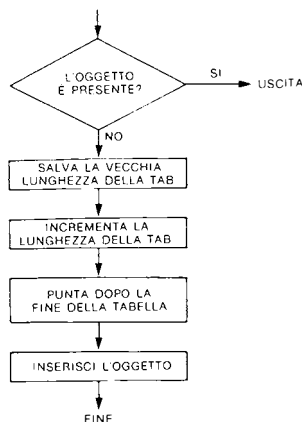 L'OGGETTO
È PRESENTE?
SI
USCITA
NO
SALVA LA VECCHIA
LUNGHEZZA DELLA TAB
INCREMENTA LA
LUNGHEZZA DELLA TAB
PUNTA DOPO LA
FINE DELLA TABELLA
INSERISCI L'OGGETTO
FINE